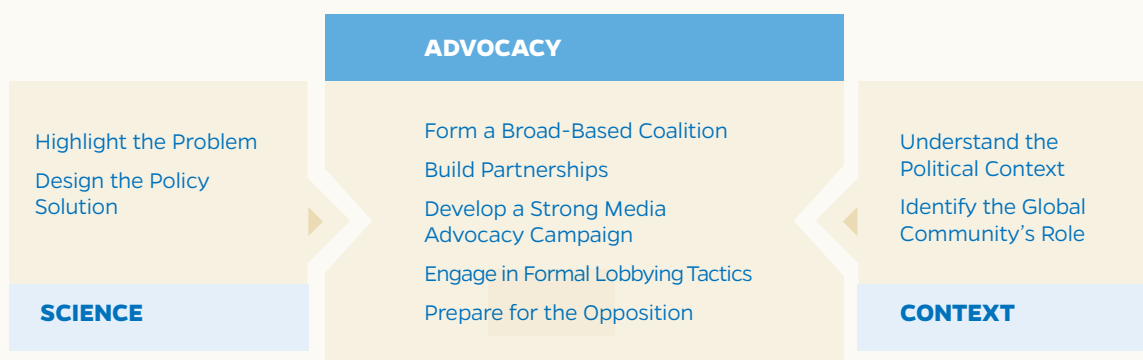 ADVOCACY
Highlight the Problem
Design the Policy
Solution
SCIENCE
Form a Broad-Based Coalition
Build Partnerships
Develop a Strong Media
Advocacy Campaign
Engage in Formal Lobbying Tactics
Prepare for the Opposition
Understand the
Political Context
Identify the Global
Community's Role
CONTEXT